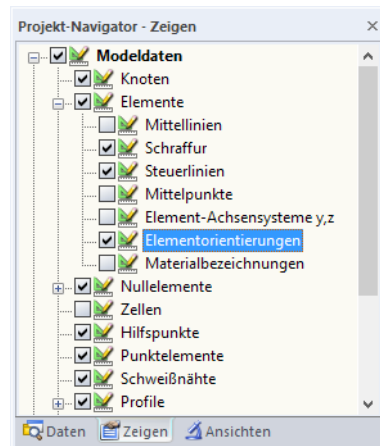 Projekt-Navigator - Zeigen
Modeldaten
Knoten
Elemente
Mittellinien
Schraffur
Steuerlinien
Mittelpunkte
Element-Achsensysteme y,z
Elementorientierungen
Materialbezeichnungen
Nullelemente
Zellen
Hilfspunkte
Punktelemente
Schweißnähte
Profile
Daten Zeigen Ansichten